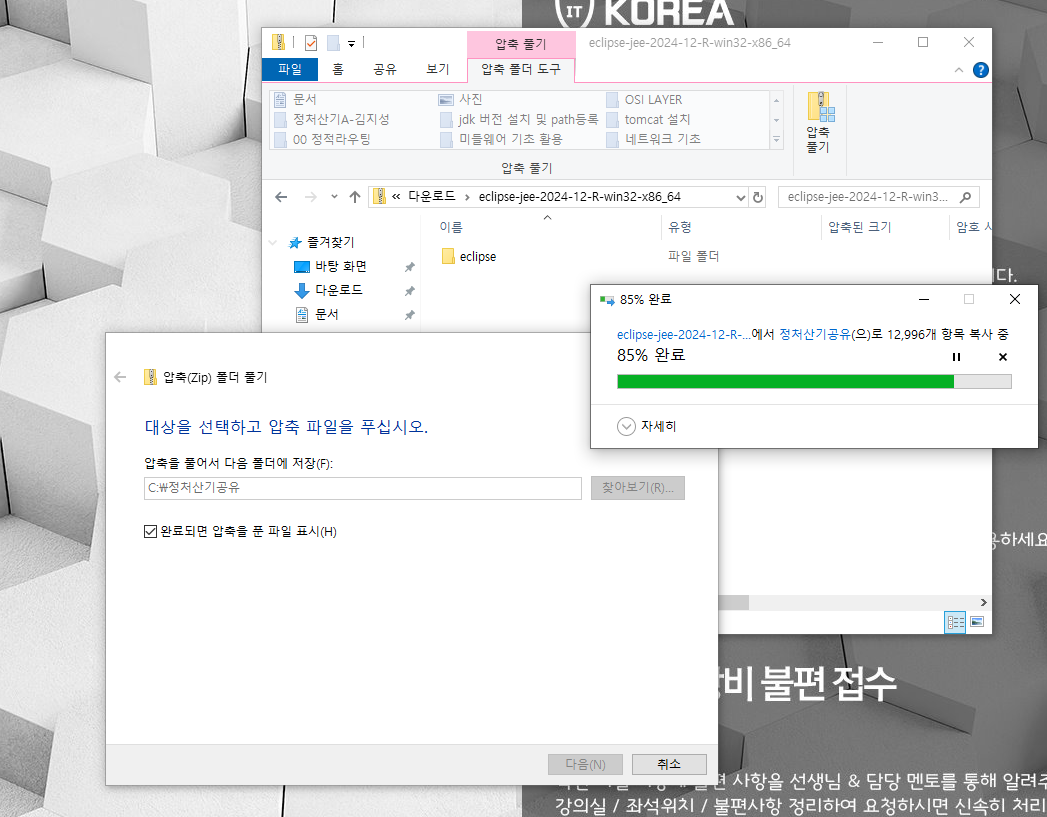 IT KOREA
압축 풀기
eclipse-jee-2024-12-R-win32-x86_64
파일
홈
공유
보기
압축 폴더 도구
문서
사진
OSI LAYER
정처산기A-김지성
jdk 버전 설치 및 path등록
tomcat 설치
00 정적라우팅
미들웨어 기초 활용
네트워크 기초
압축 풀기
압축
풀기
« 다운로드 › eclipse-jee-2024-12-R-win32-x86_64
eclipse-jee-2024-12-R-win3...
이름
유형
압축된 크기
암호
즐겨찾기
eclipse
파일 폴더
바탕 화면
다운로드
문서
다.
85% 완료
eclipse-jee-2024-12-R-...에서 정처산기공유(으)로 12,996개 항목 복사 중
85% 완료
자세히
압축(Zip) 폴더 풀기
대상을 선택하고 압축 파일을 푸십시오.
압축을 풀어서 다음 폴더에 저장(F):
C:₩정처산기공유
찾아보기(R)...
완료되면 압축을 푼 파일 표시(H)
하세요
다음(N)
취소
비 불편 접수
사항을 선생님 & 담당 멘토를 통해 알려주
강의실 / 좌석위치 / 불편사항 정리하여 요청하시면 신속히 처리